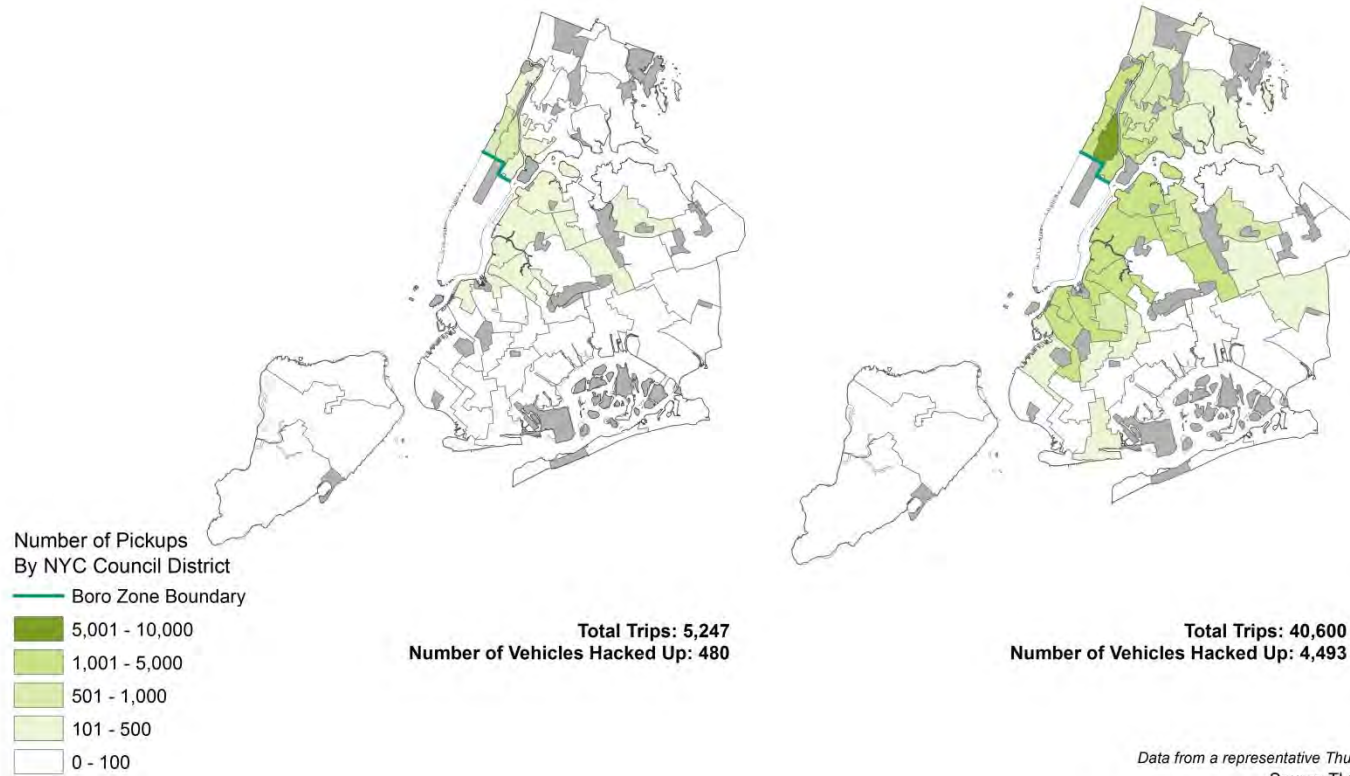 Number of Pickups
By NYC Council District
Boro Zone Boundary
5,001 - 10,000
1,001 - 5,000
501 - 1,000
101 - 500
0 - 100
Total Trips: 5,247
Number of Vehicles Hacked Up: 480
Total Trips: 40,600
Number of Vehicles Hacked Up: 4,493
Data from a representative